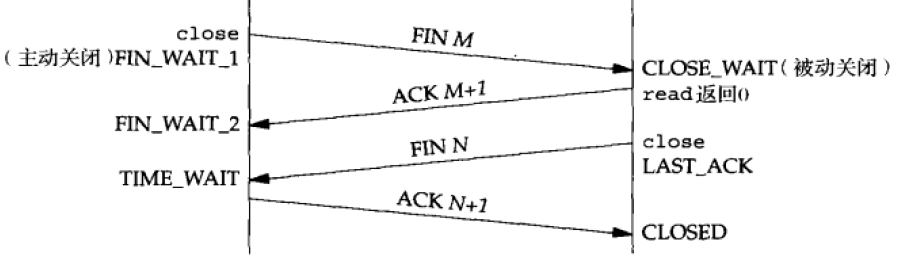 close
FIN M
(主动关闭)FIN_WAIT_1
CLOSE_WAIT(被动关闭)
ACK M+1
read返回()
FIN_WAIT_2
FIN N
close
LAST_ACK
TIME_WAIT
ACK N+1
CLOSED